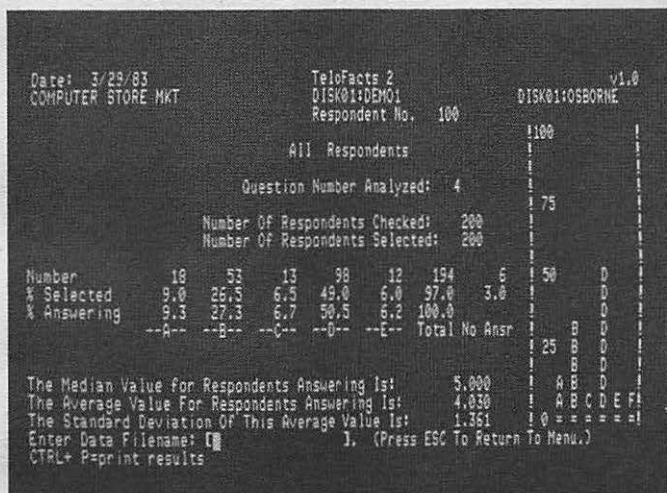 Date: 3/29/83 TeloFacts 2 v1.0
COMPUTER STORE MKT DISK01:DEMO1 DISK01:OSBORNE
Respondent No. 100
!100 !
All Respondents
Question Number Analyzed: 4
! 75 !
Number Of Respondents Checked: 200
Number Of Respondents Selected: 200
Number 18 53 13 98 12 194 6 ! 50 D !
% Selected 9.0 26.5 6.5 49.0 6.0 97.0 3.0 ! D !
% Answering 9.3 27.3 6.7 50.5 6.2 100.0 ! D !
--A-- --B-- --C-- --D-- --E-- Total No Ansr ! B D !
! 25 B D !
! B D !
The Median Value for Respondents Answering Is: 5.000 ! A B D !
The Average Value For Respondents Answering Is: 4.030 ! A B C D E F!
The Standard Deviation Of This Average Value Is: 1.361 ! 0 = = = = = =!
Enter Data Filename: [ ]. (Press ESC To Return To Menu.)
CTRL+ P=print results